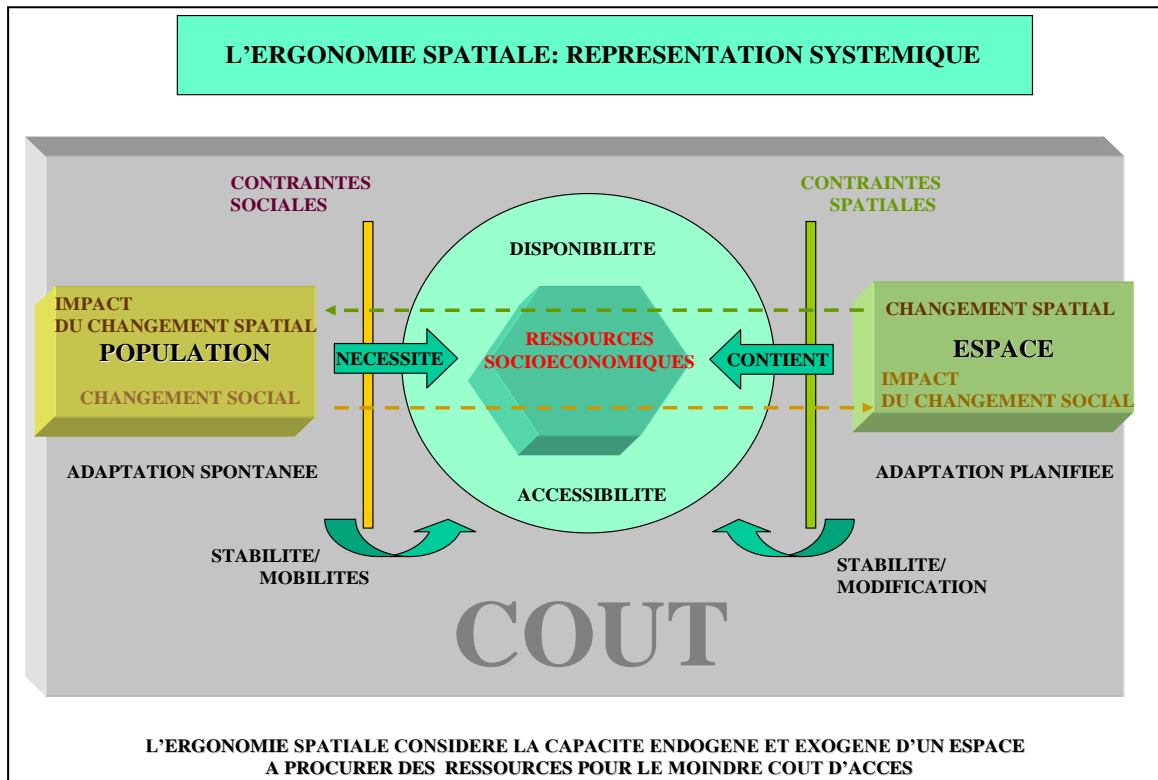 L'ERGONOMIE SPATIALE: REPRESENTATION SYSTEMIQUE
CONTRAINTES
SOCIALES
CONTRAINTES
SPATIALES
DISPONIBILITE
IMPACT
DU CHANGEMENT SPATIAL
POPULATION
CHANGEMENT SOCIAL
NECESSITE
RESSOURCES
SOCIOECONOMIQUES
CONTIENT
CHANGEMENT SPATIAL
ESPACE
IMPACT
DU CHANGEMENT SOCIAL
ADAPTATION SPONTANEE
ACCESSIBILITE
ADAPTATION PLANIFIEE
STABILITE/
MOBILITES
STABILITE/
MODIFICATION
COUT
L'ERGONOMIE SPATIALE CONSIDERE LA CAPACITE ENDOGENE ET EXOGENE D'UN ESPACE
A PROCURER DES RESSOURCES POUR LE MOINDRE COUT D'ACCES